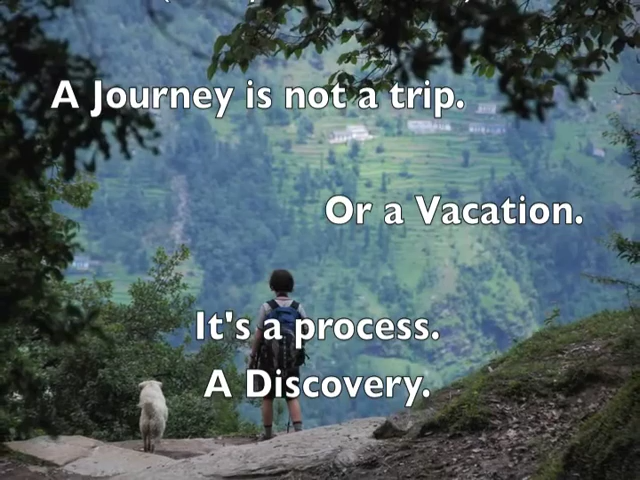 A Journey is not a trip.
Or a Vacation.
It's a process.
A Discovery.